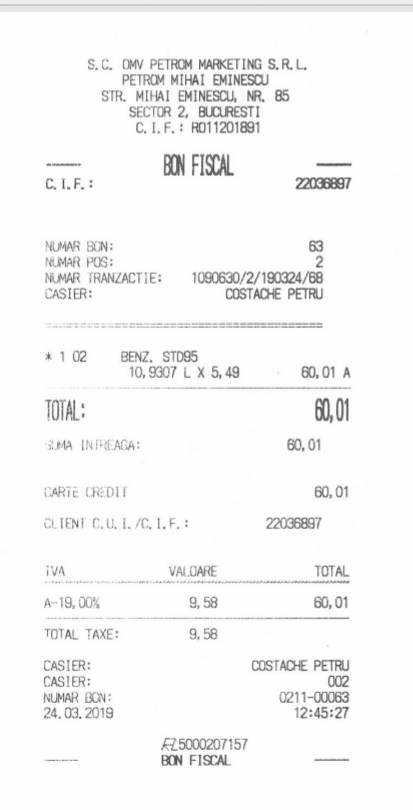 S.C. OMV PETROM MARKETING S.R.L.
PETROM MIHAI EMINESCU
STR. MIHAI EMINESCU, NR. 85
SECTOR 2, BUCURESTI
C.I.F.: RO11201891
BON FISCAL
C.I.F.: 22036897
NUMAR BON: 63
NUMAR POS: 2
NUMAR TRANZACTIE: 1090630/2/190324/68
CASIER: COSTACHE PETRU
* 1 02 BENZ. STD95
10,9307 L X 5,49 60,01 A
TOTAL: 60,01
SUMA INTREAGA: 60,01
CARTE CREDIT 60,01
CLIENT C.U.I./C.I.F.: 22036897
TVA VALOARE TOTAL
A-19,00% 9,58 60,01
TOTAL TAXE: 9,58
CASIER: COSTACHE PETRU
CASIER: 002
NUMAR BON: 0211-00063
24.03.2019 12:45:27
5000207157
BON FISCAL